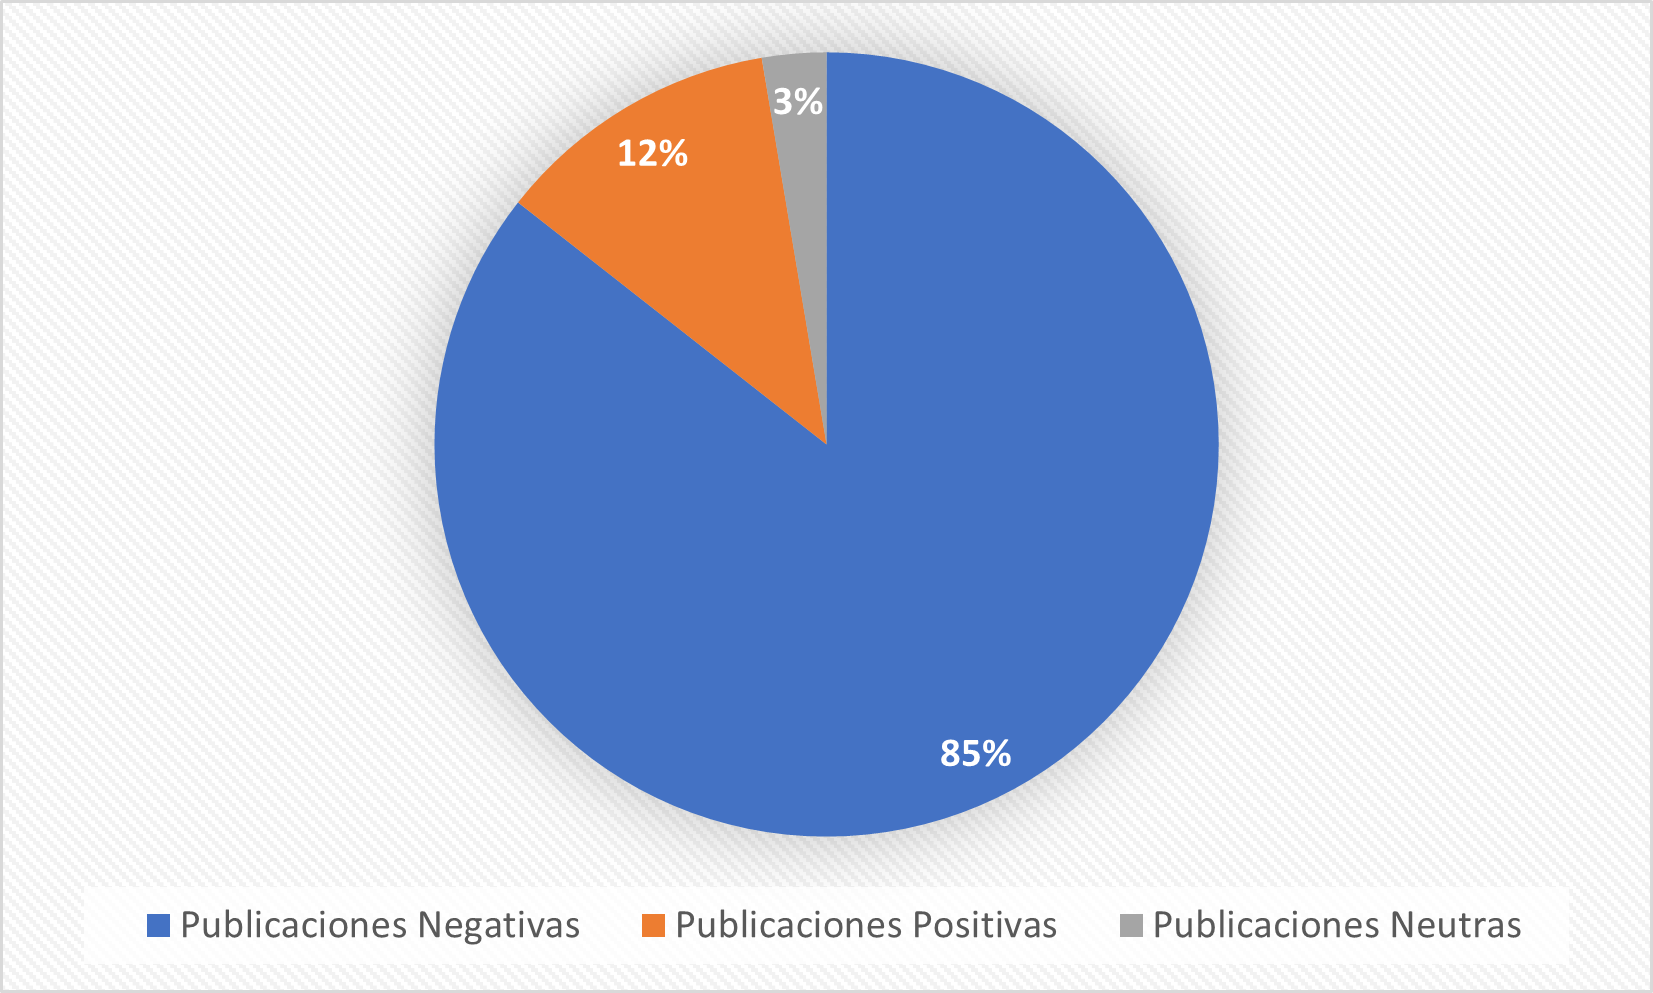 3%
12%
85%
Publicaciones Negativas
Publicaciones Positivas
Publicaciones Neutras